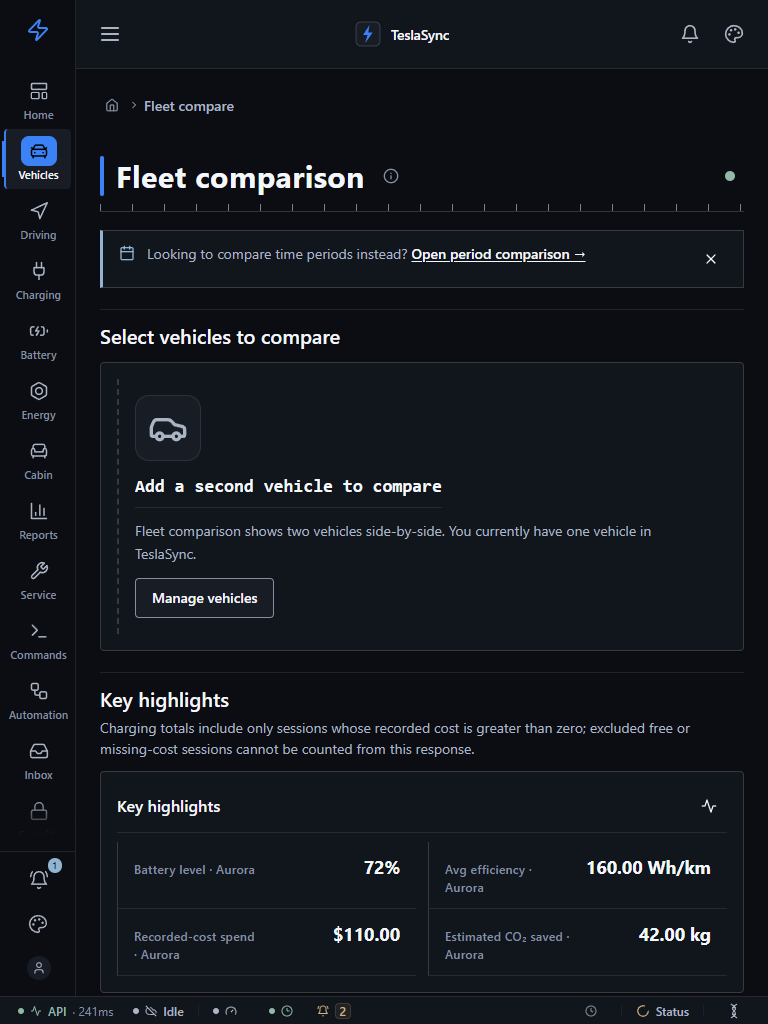 TeslaSync
Home
Vehicles
Driving
Charging
Battery
Energy
Cabin
Reports
Service
Commands
Automation
Inbox
1
Fleet compare
Fleet comparison
Looking to compare time periods instead? Open period comparison →
Select vehicles to compare
Add a second vehicle to compare
Fleet comparison shows two vehicles side-by-side. You currently have one vehicle in
TeslaSync.
Manage vehicles
Key highlights
Charging totals include only sessions whose recorded cost is greater than zero; excluded free or
missing-cost sessions cannot be counted from this response.
Key highlights
Battery level · Aurora
72%
Avg efficiency ·
Aurora
160.00 Wh/km
Recorded-cost spend
· Aurora
$110.00
Estimated CO₂ saved ·
Aurora
42.00 kg
API · 241ms
Idle
2
Status